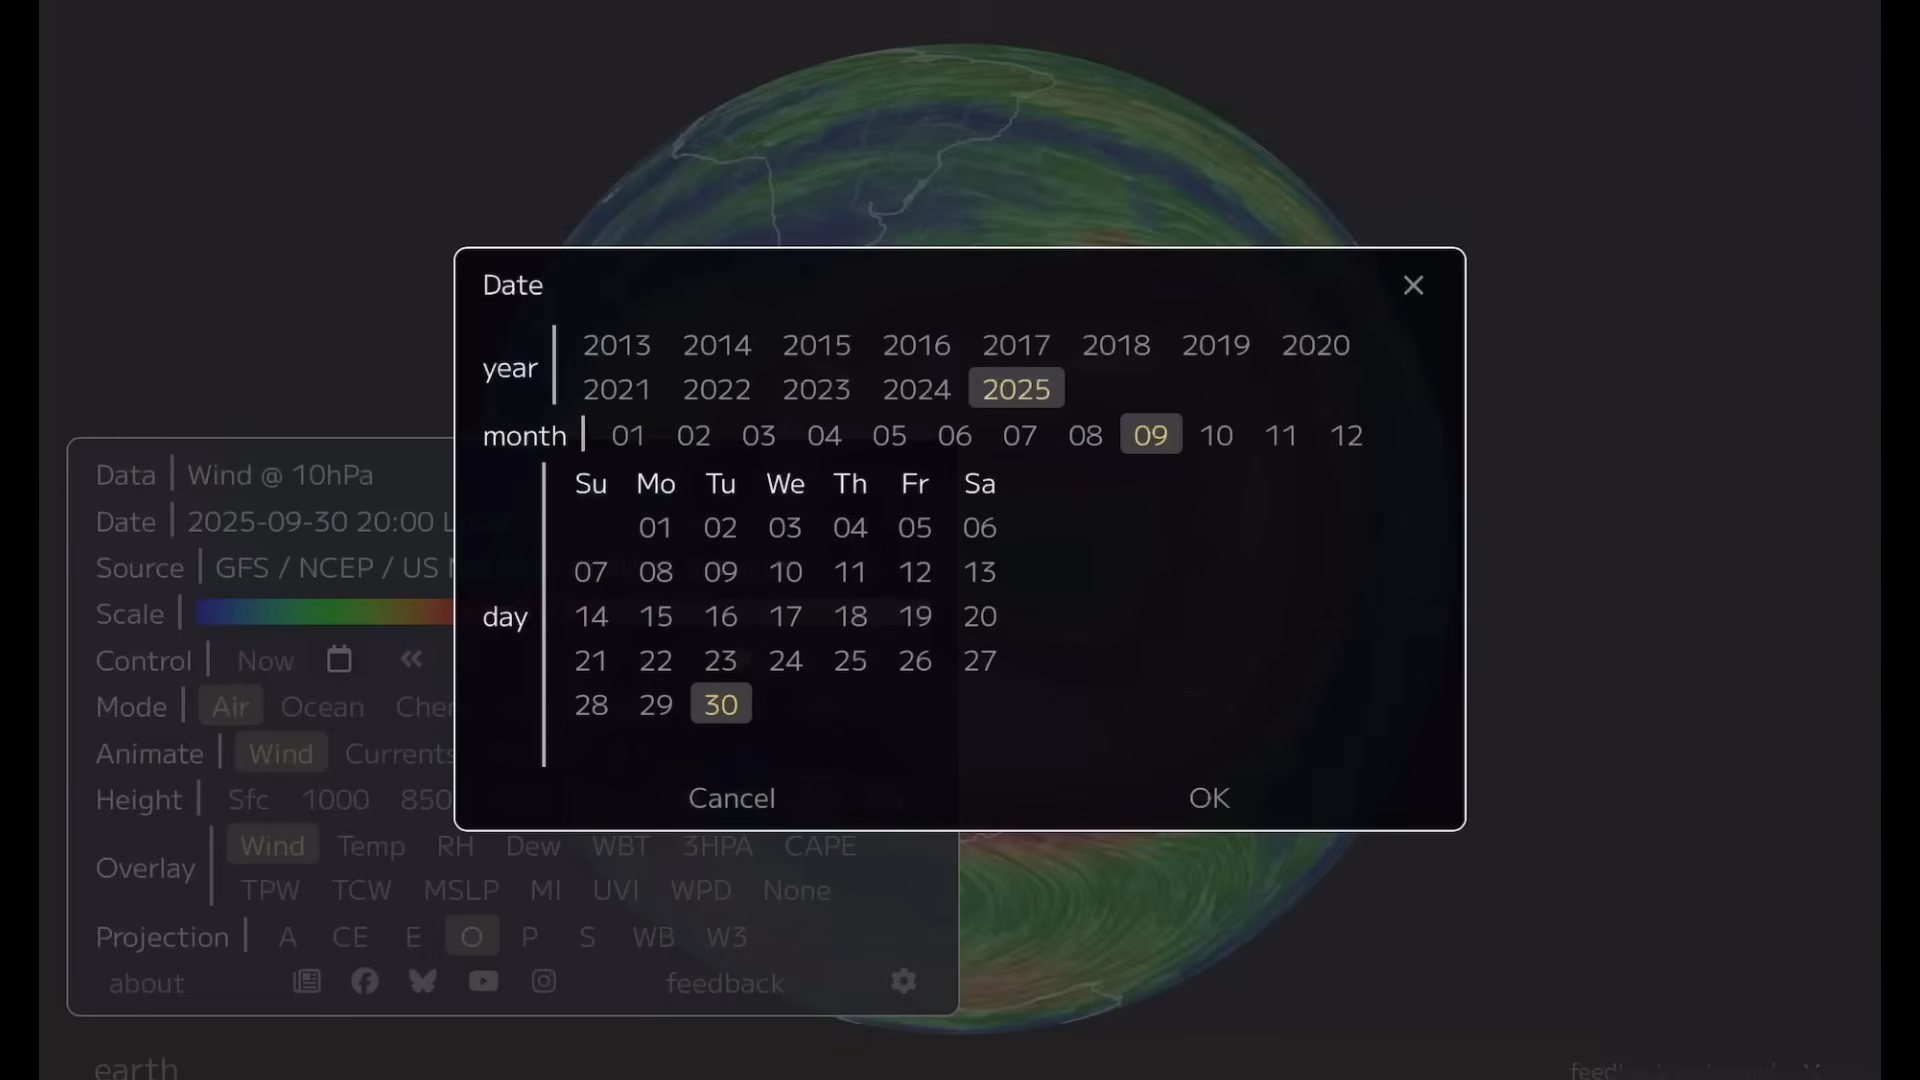 Date ×
year
2013 2014 2015 2016 2017 2018 2019 2020
2021 2022 2023 2024 2025
month 01 02 03 04 05 06 07 08 09 10 11 12
Su Mo Tu We Th Fr Sa
01 02 03 04 05 06
07 08 09 10 11 12 13
day
14 15 16 17 18 19 20
21 22 23 24 25 26 27
28 29 30
Cancel OK
Data | Wind @ 10hPa
Date | 2025-09-30 20:00
Source | GFS / NCEP / US
Scale |
Control | Now «
Mode | Air Ocean
Animate | Wind Currents
Height | Sfc 1000 850
Overlay | Wind Temp RH Dew WBT 3HPA CAPE
TPW TCW MSLP MI UVI WPD None
Projection | A CE E O P S WB W3
about feedback
earth